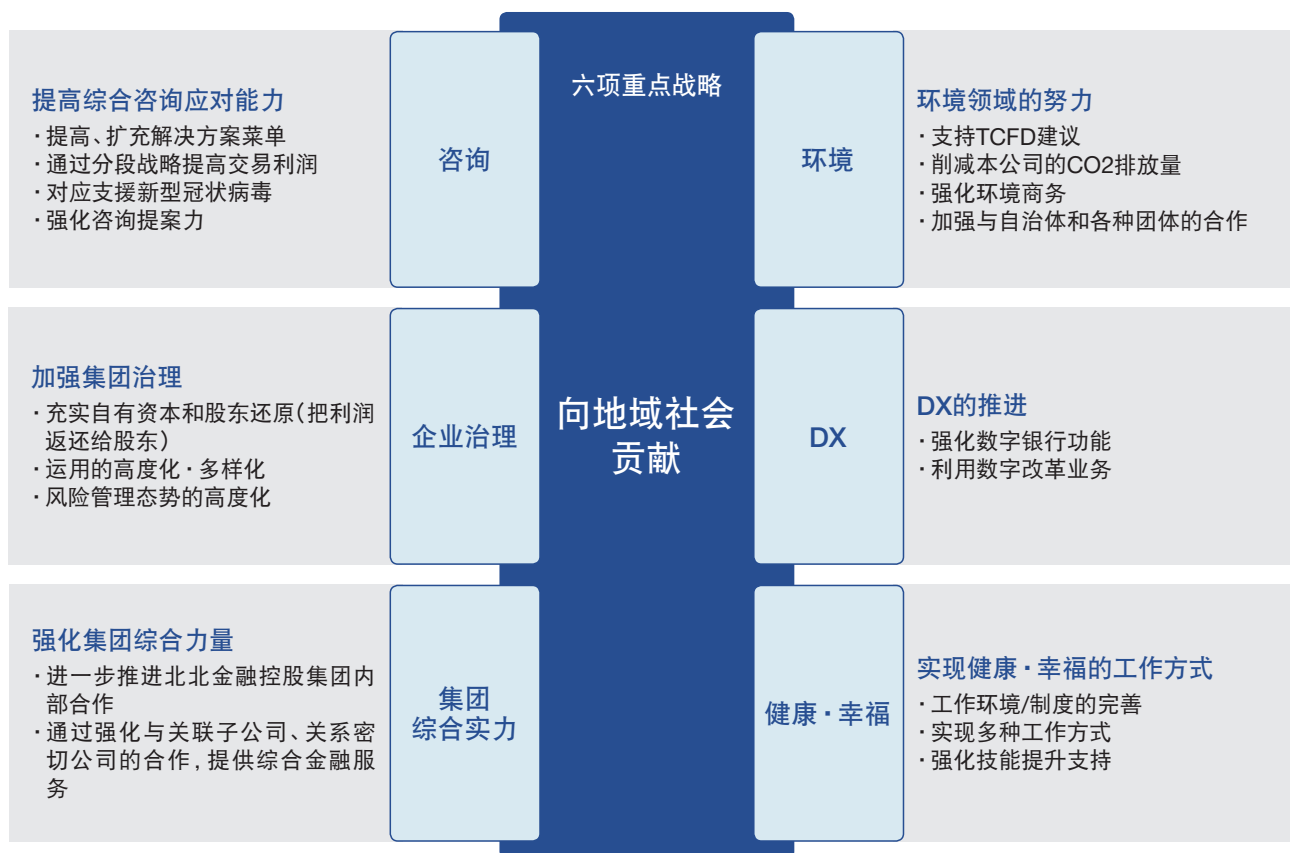 六项重点战略
向地域社会
贡献
提高综合咨询应对能力
·提高、扩充解决方案菜单
·通过分段战略提高交易利润
·对应支援新型冠状病毒
·强化咨询提案力
咨询
环境
环境领域的努力
·支持TCFD建议
·削减本公司的CO2排放量
·强化环境商务
·加强与自治体和各种团体的合作
加强集团治理
·充实自有资本和股东还原(把利润
返还给股东)
·运用的高度化·多样化
·风险管理态势的高度化
企业治理
DX
DX的推进
·强化数字银行功能
·利用数字改革业务
强化集团综合力量
·进一步推进北北金融控股集团内
部合作
·通过强化与关联子公司、关系密
切公司的合作,提供综合金融服
务
集团
综合实力
健康·幸福
实现健康·幸福的工作方式
·工作环境/制度的完善
·实现多种工作方式
·强化技能提升支持